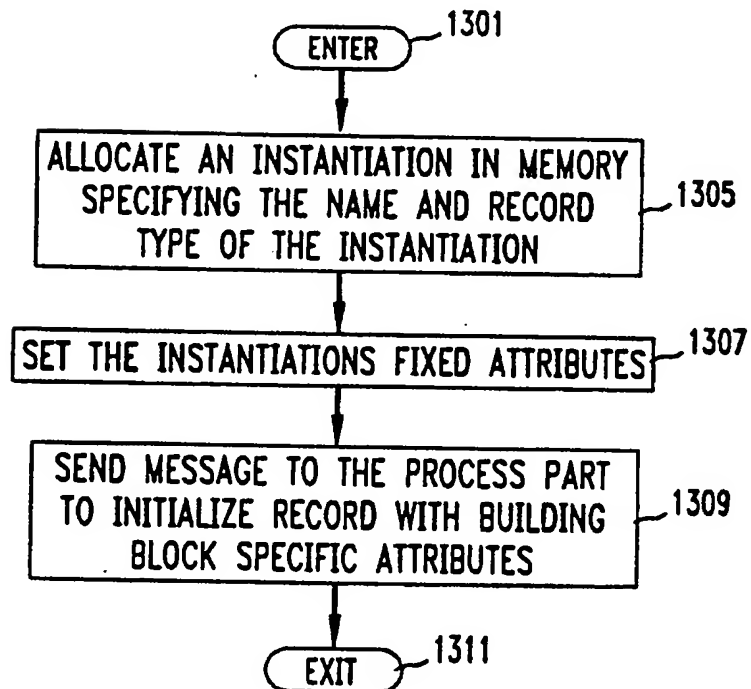 ENTER
1301
ALLOCATE AN INSTANTIATION IN MEMORY
SPECIFYING THE NAME AND RECORD
TYPE OF THE INSTANTIATION
1305
SET THE INSTANTIATIONS FIXED ATTRIBUTES
1307
SEND MESSAGE TO THE PROCESS PART
TO INITIALIZE RECORD WITH BUILDING
BLOCK SPECIFIC ATTRIBUTES
1309
EXIT
1311